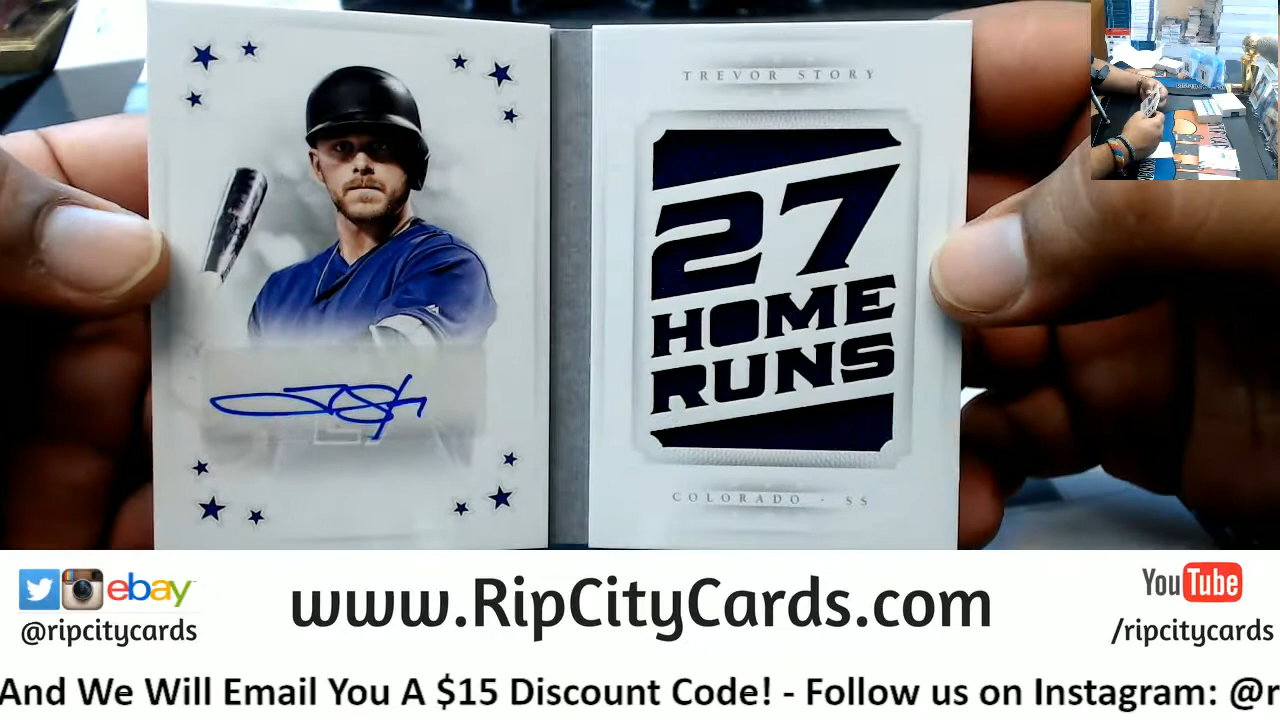 TREVOR STORY
27
HOME
RUNS
COLORADO · SS
ebay
@ripcitycards
www.RipCityCards.com
YouTube
/ripcitycards
And We Will Email You A $15 Discount Code! - Follow us on Instagram: @r